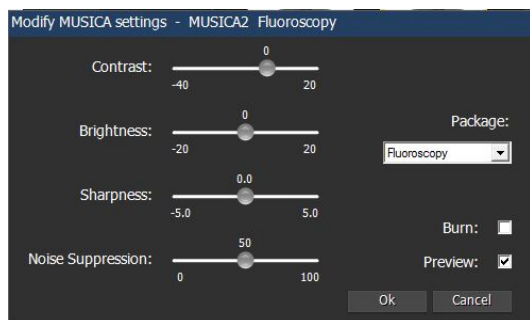 Modify MUSICA settings - MUSICA2 Fluoroscopy
0
Contrast:
-40 20
0
Brightness:
-20 20
Package:
Fluoroscopy
0.0
Sharpness:
-5.0 5.0
Burn:
50
Noise Suppression:
0 100
Preview:
Ok Cancel